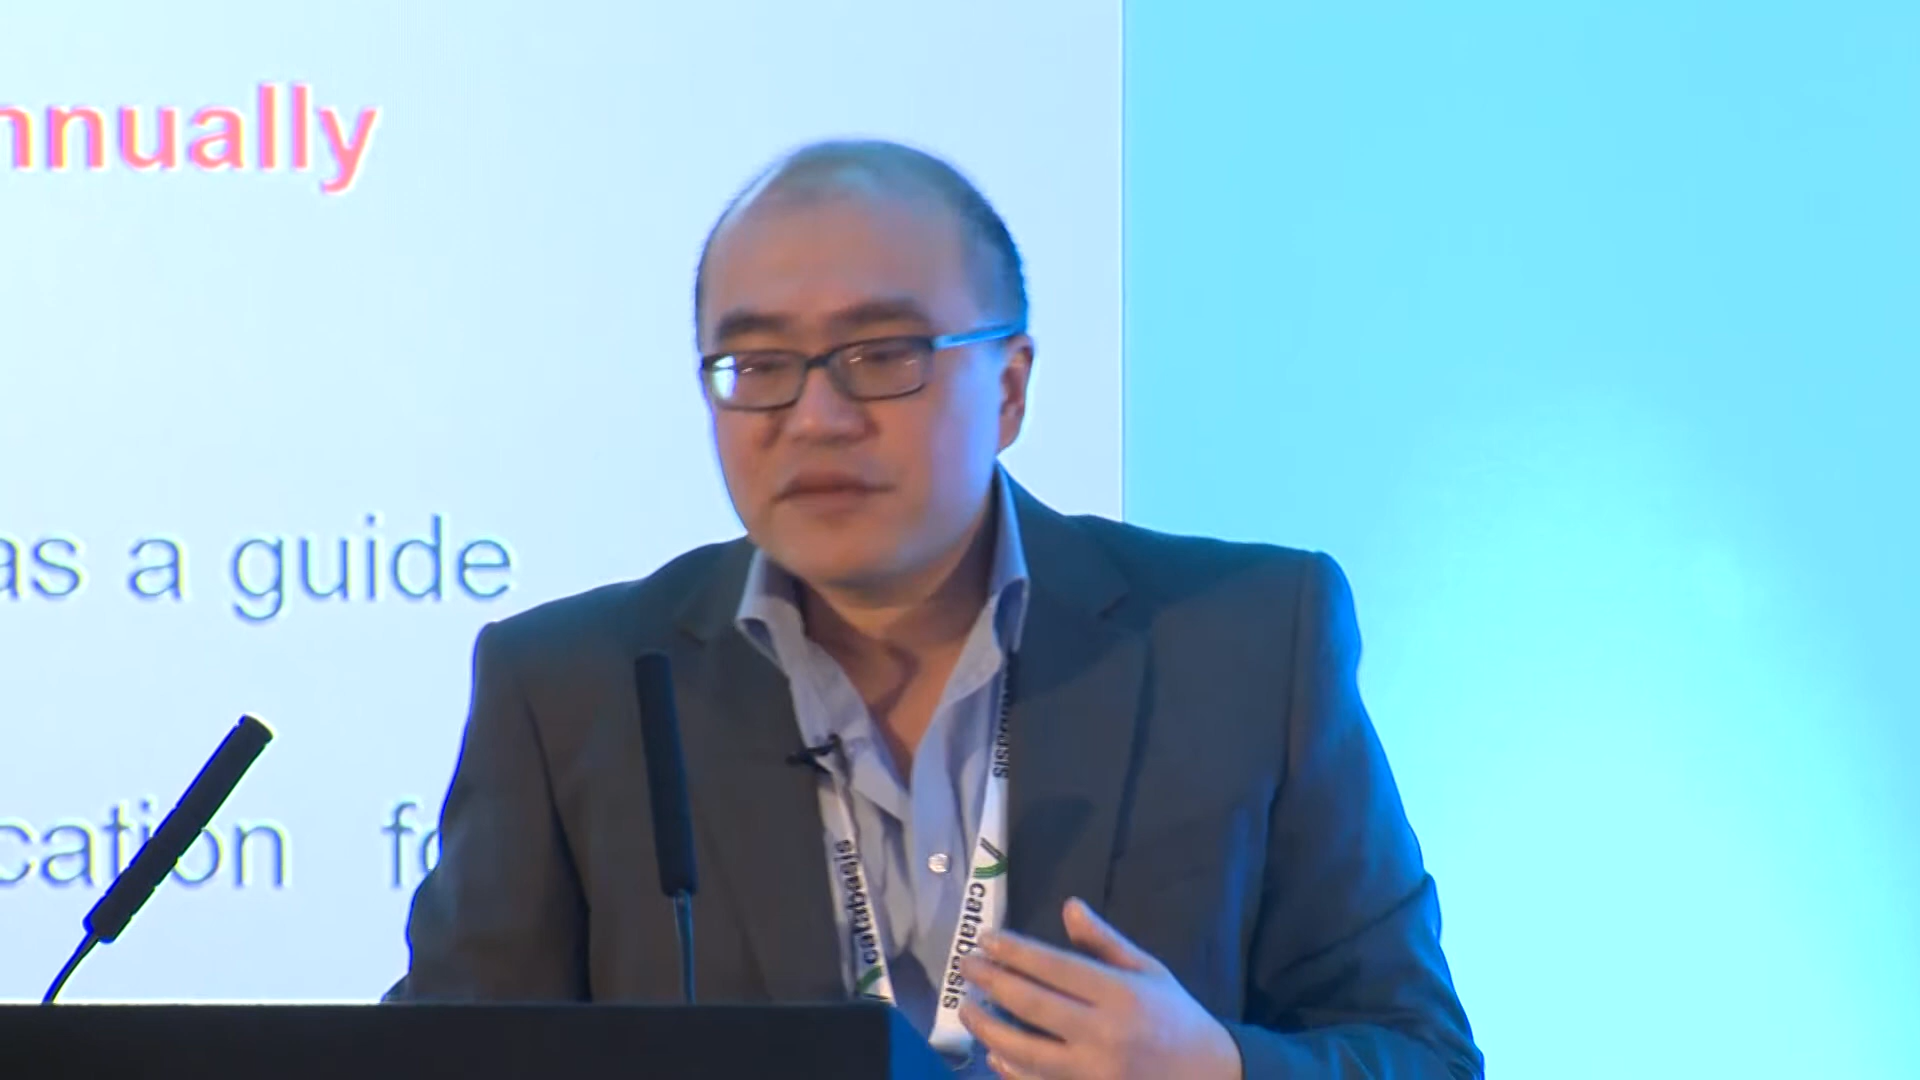 nnually
as a guide
cation fo
catabasis
catabasis